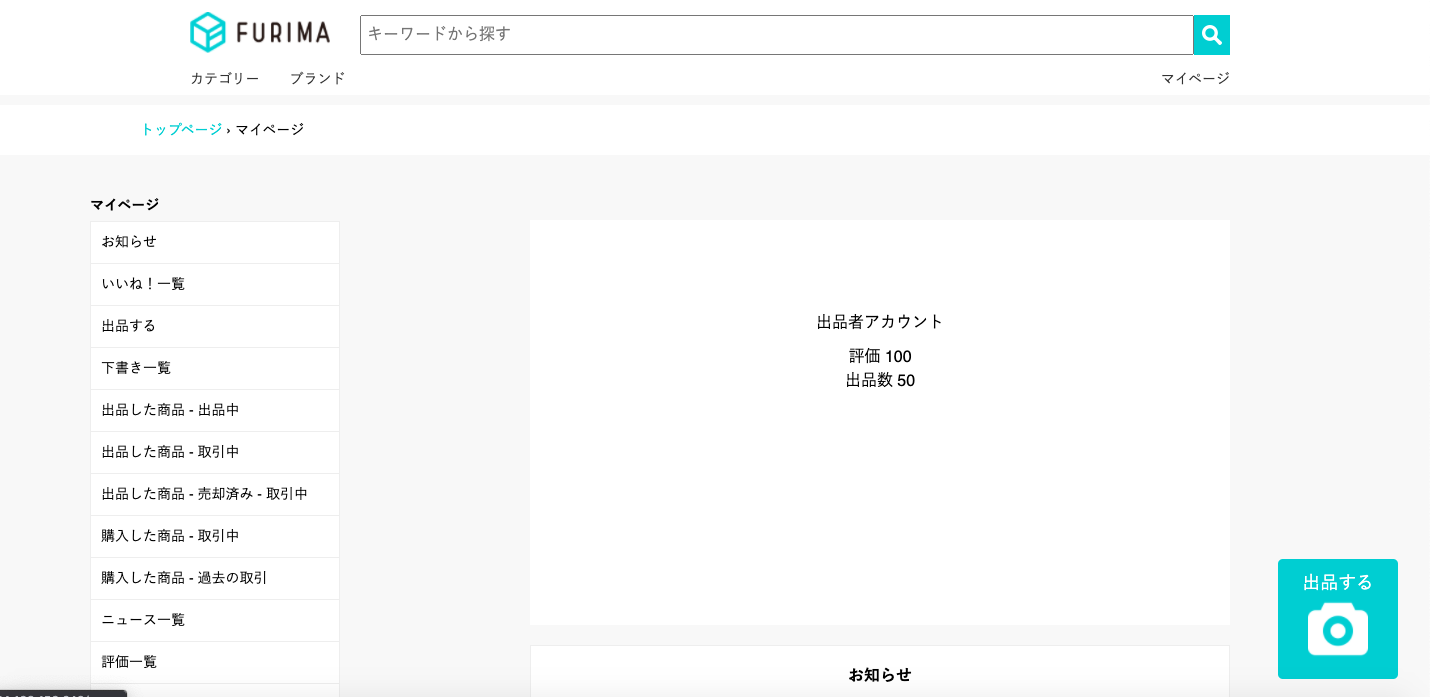 FURIMA
キーワードから探す
カテゴリー ブランド マイページ
トップページ › マイページ
マイページ
お知らせ
いいね！一覧
出品する
下書き一覧
出品した商品 - 出品中
出品した商品 - 取引中
出品した商品 - 売却済み - 取引中
購入した商品 - 取引中
購入した商品 - 過去の取引
ニュース一覧
評価一覧
出品者アカウント
評価 100
出品数 50
お知らせ
出品する